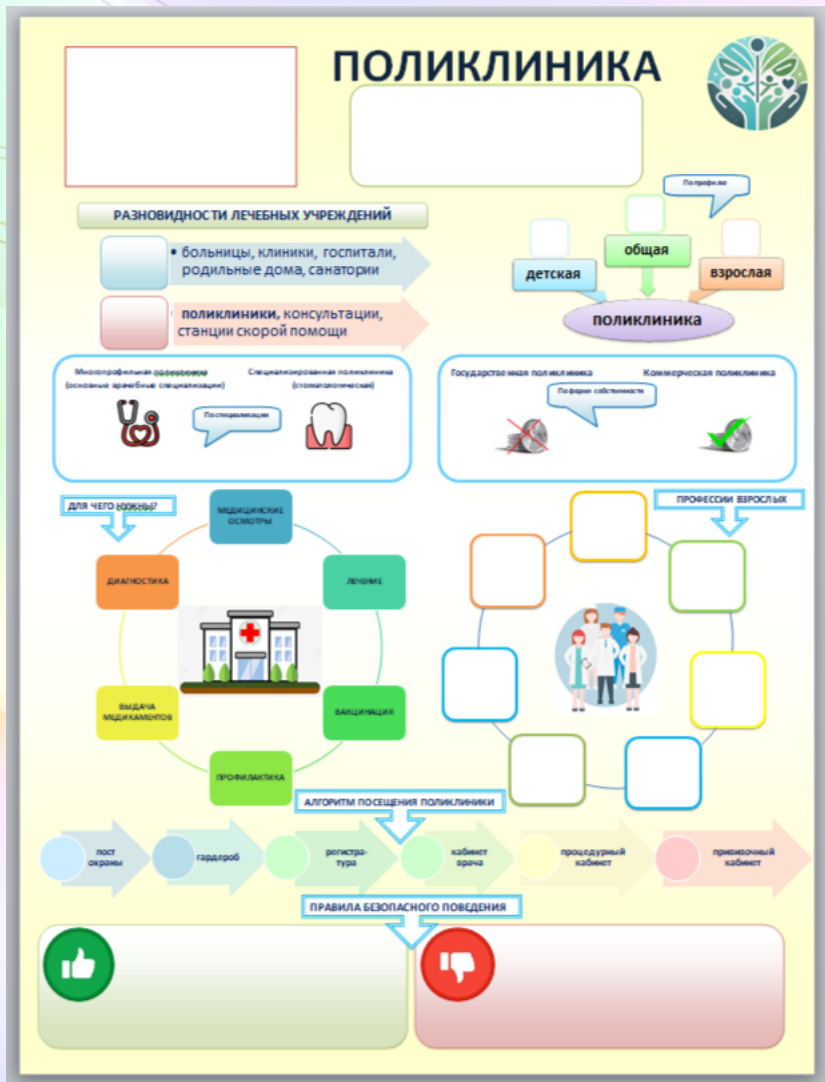 ПОЛИКЛИНИКА
По профилю
РАЗНОВИДНОСТИ ЛЕЧЕБНЫХ УЧРЕЖДЕНИЙ
• больницы, клиники, госпитали,
родильные дома, санатории
поликлиники, консультации,
станции скорой помощи
детская
общая
взрослая
поликлиника
Многопрофильная поликлиника
(основные врачебные специализации)
Специализированная поликлиника
(стоматологическая)
По специализации
Государственная поликлиника
Коммерческая поликлиника
По форме собственности
ДЛЯ ЧЕГО НУЖНЫ?
МЕДИЦИНСКИЕ
ОСМОТРЫ
ДИАГНОСТИКА
ЛЕЧЕНИЕ
ВЫДАЧА
МЕДИКАМЕНТОВ
ВАКЦИНАЦИЯ
ПРОФИЛАКТИКА
ПРОФЕССИИ ВЗРОСЛЫХ
АЛГОРИТМ ПОСЕЩЕНИЯ ПОЛИКЛИНИКИ
пост
охраны
гардероб
регистра-
тура
кабинет
врача
процедурный
кабинет
прививочный
кабинет
ПРАВИЛА БЕЗОПАСНОГО ПОВЕДЕНИЯ